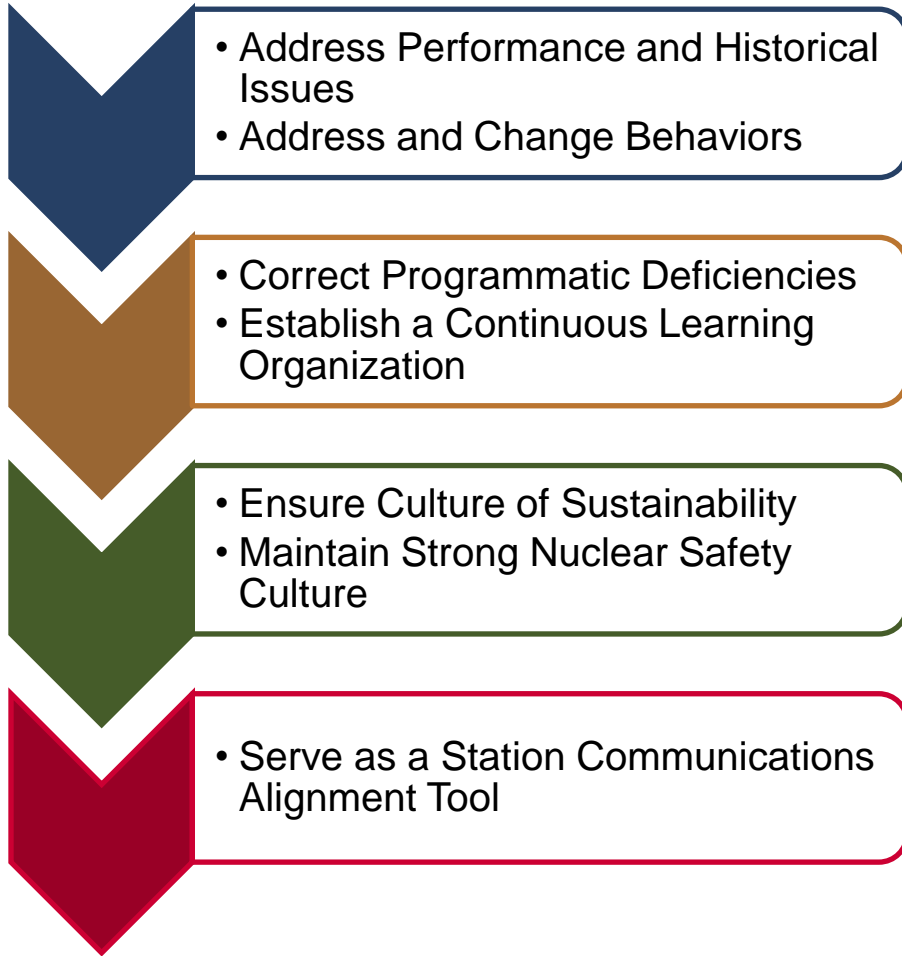 • Address Performance and Historical
Issues
• Address and Change Behaviors
• Correct Programmatic Deficiencies
• Establish a Continuous Learning
Organization
• Ensure Culture of Sustainability
• Maintain Strong Nuclear Safety
Culture
• Serve as a Station Communications
Alignment Tool